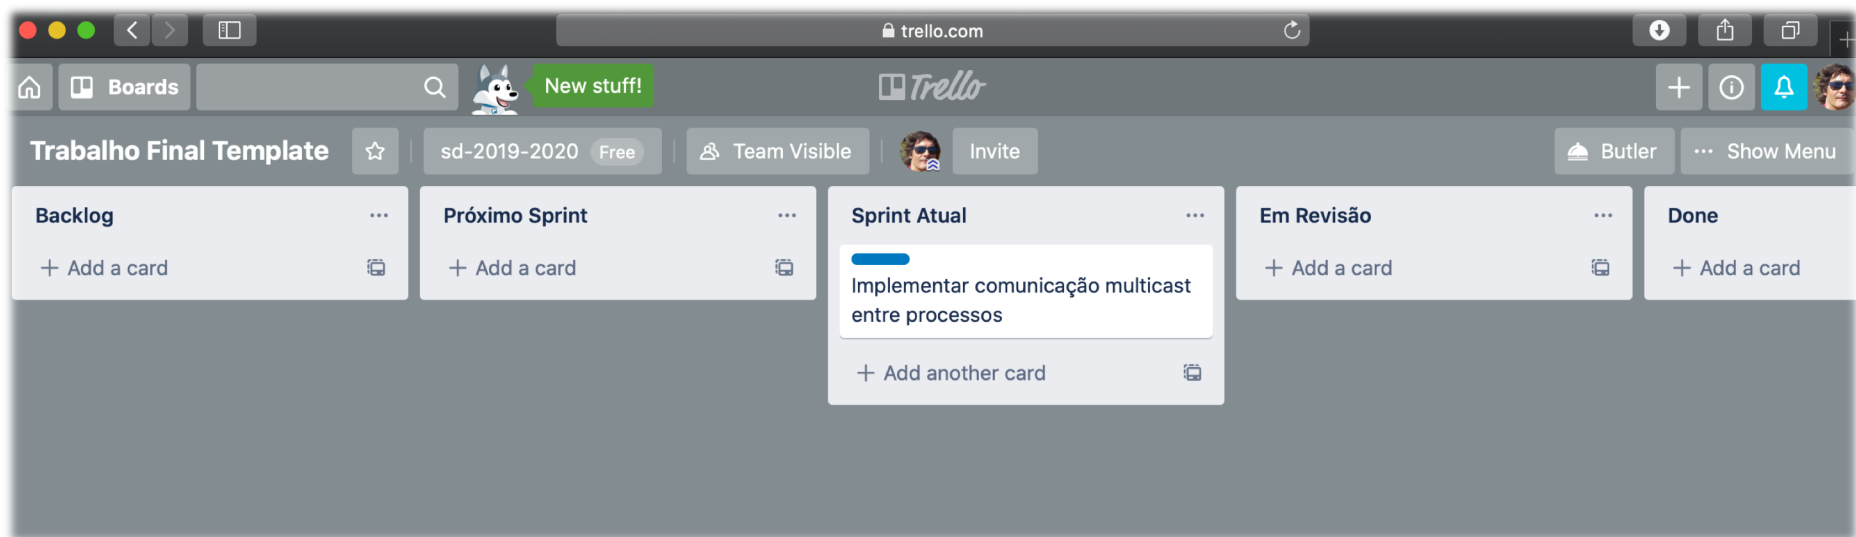 trello.com
Boards
New stuff!
Trello
Trabalho Final Template
sd-2019-2020 Free
Team Visible
Invite
Butler
Show Menu
Backlog
Próximo Sprint
Sprint Atual
Em Revisão
Done
Add a card
Add a card
Implementar comunicação multicast
entre processos
Add another card
Add a card
Add a card